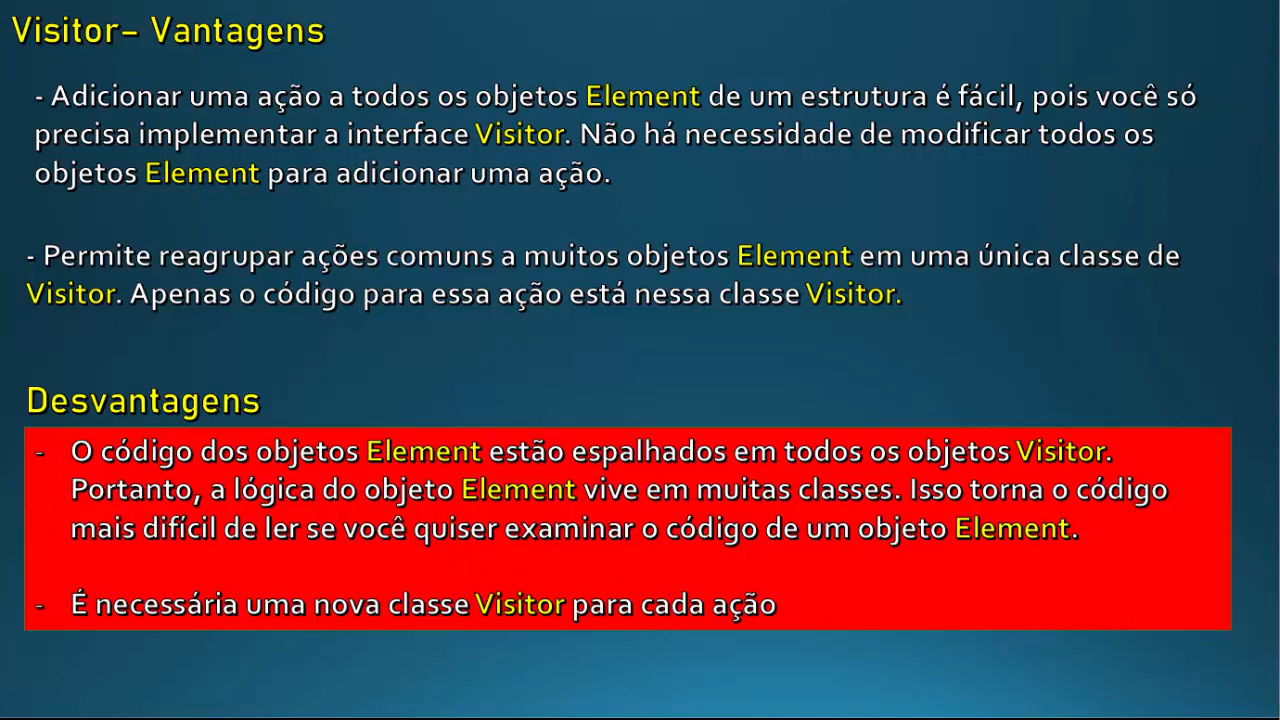 Visitor– Vantagens
- Adicionar uma ação a todos os objetos Element de um estrutura é fácil, pois você só
precisa implementar a interface Visitor. Não há necessidade de modificar todos os
objetos Element para adicionar uma ação.
- Permite reagrupar ações comuns a muitos objetos Element em uma única classe de
Visitor. Apenas o código para essa ação está nessa classe Visitor.
Desvantagens
- O código dos objetos Element estão espalhados em todos os objetos Visitor.
Portanto, a lógica do objeto Element vive em muitas classes. Isso torna o código
mais difícil de ler se você quiser examinar o código de um objeto Element.
- É necessária uma nova classe Visitor para cada ação